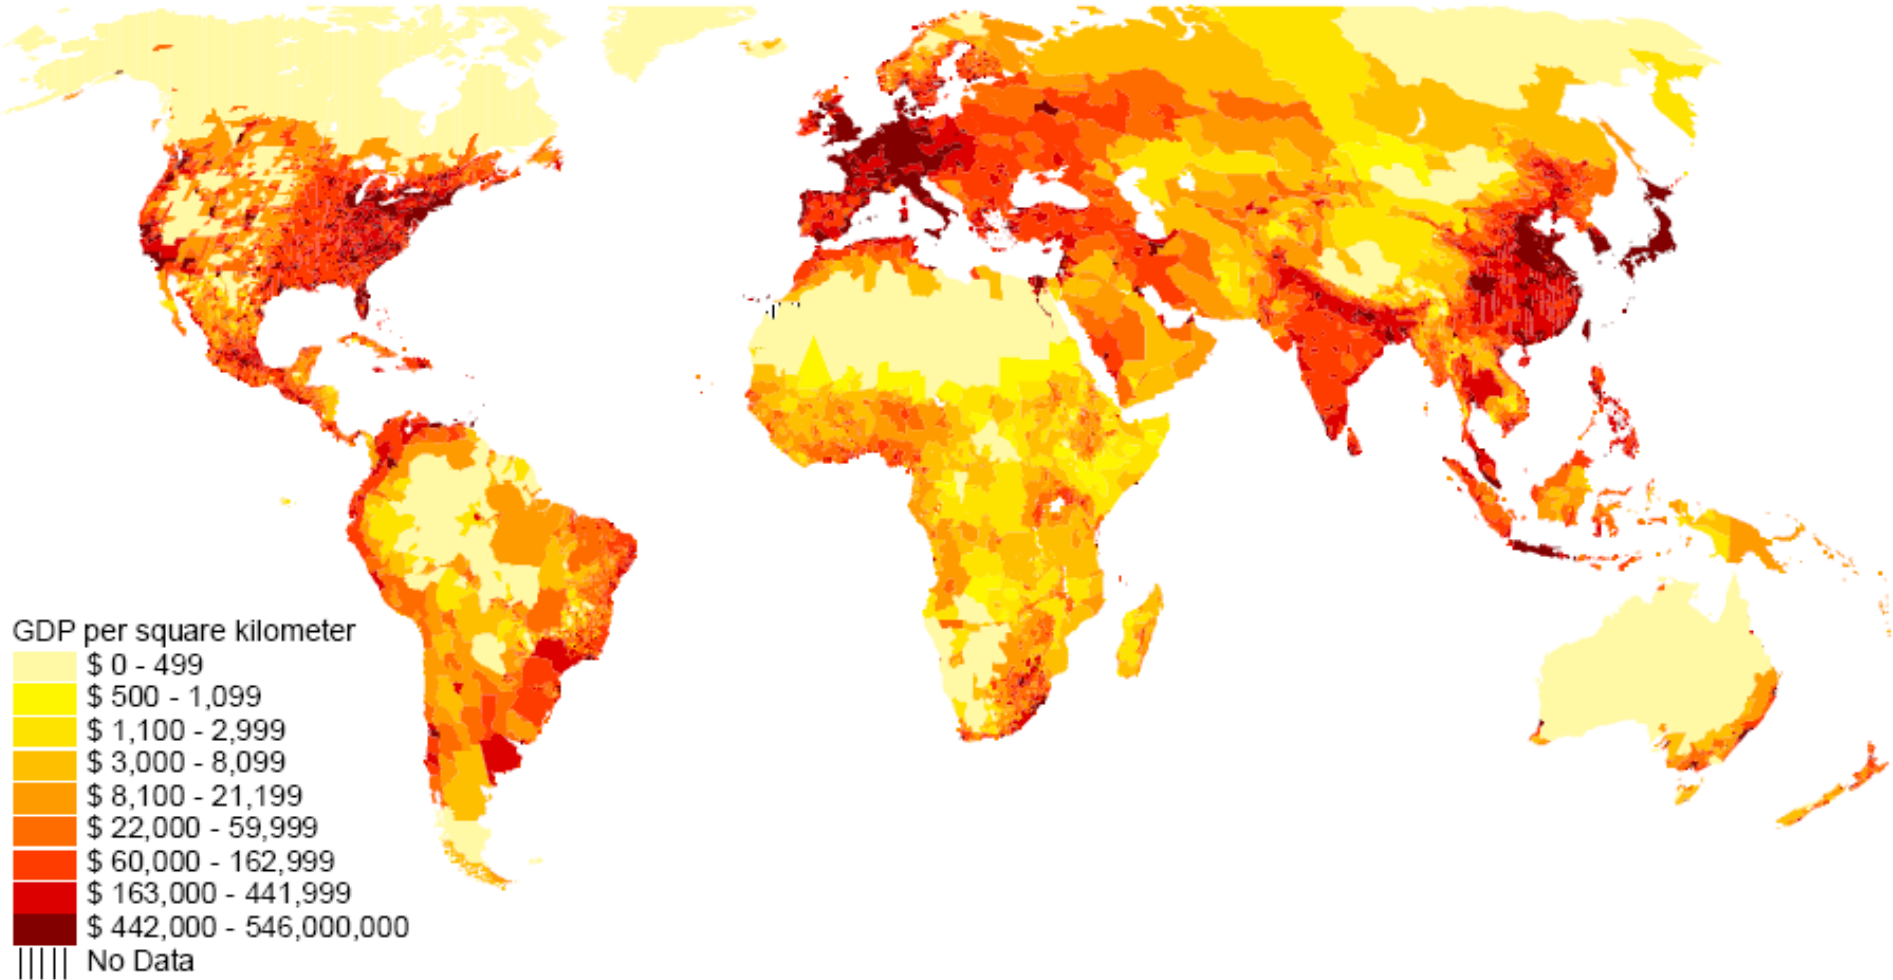 GDP per square kilometer
$ 0 - 499
$ 500 - 1,099
$ 1,100 - 2,999
$ 3,000 - 8,099
$ 8,100 - 21,199
$ 22,000 - 59,999
$ 60,000 - 162,999
$ 163,000 - 441,999
$ 442,000 - 546,000,000
No Data